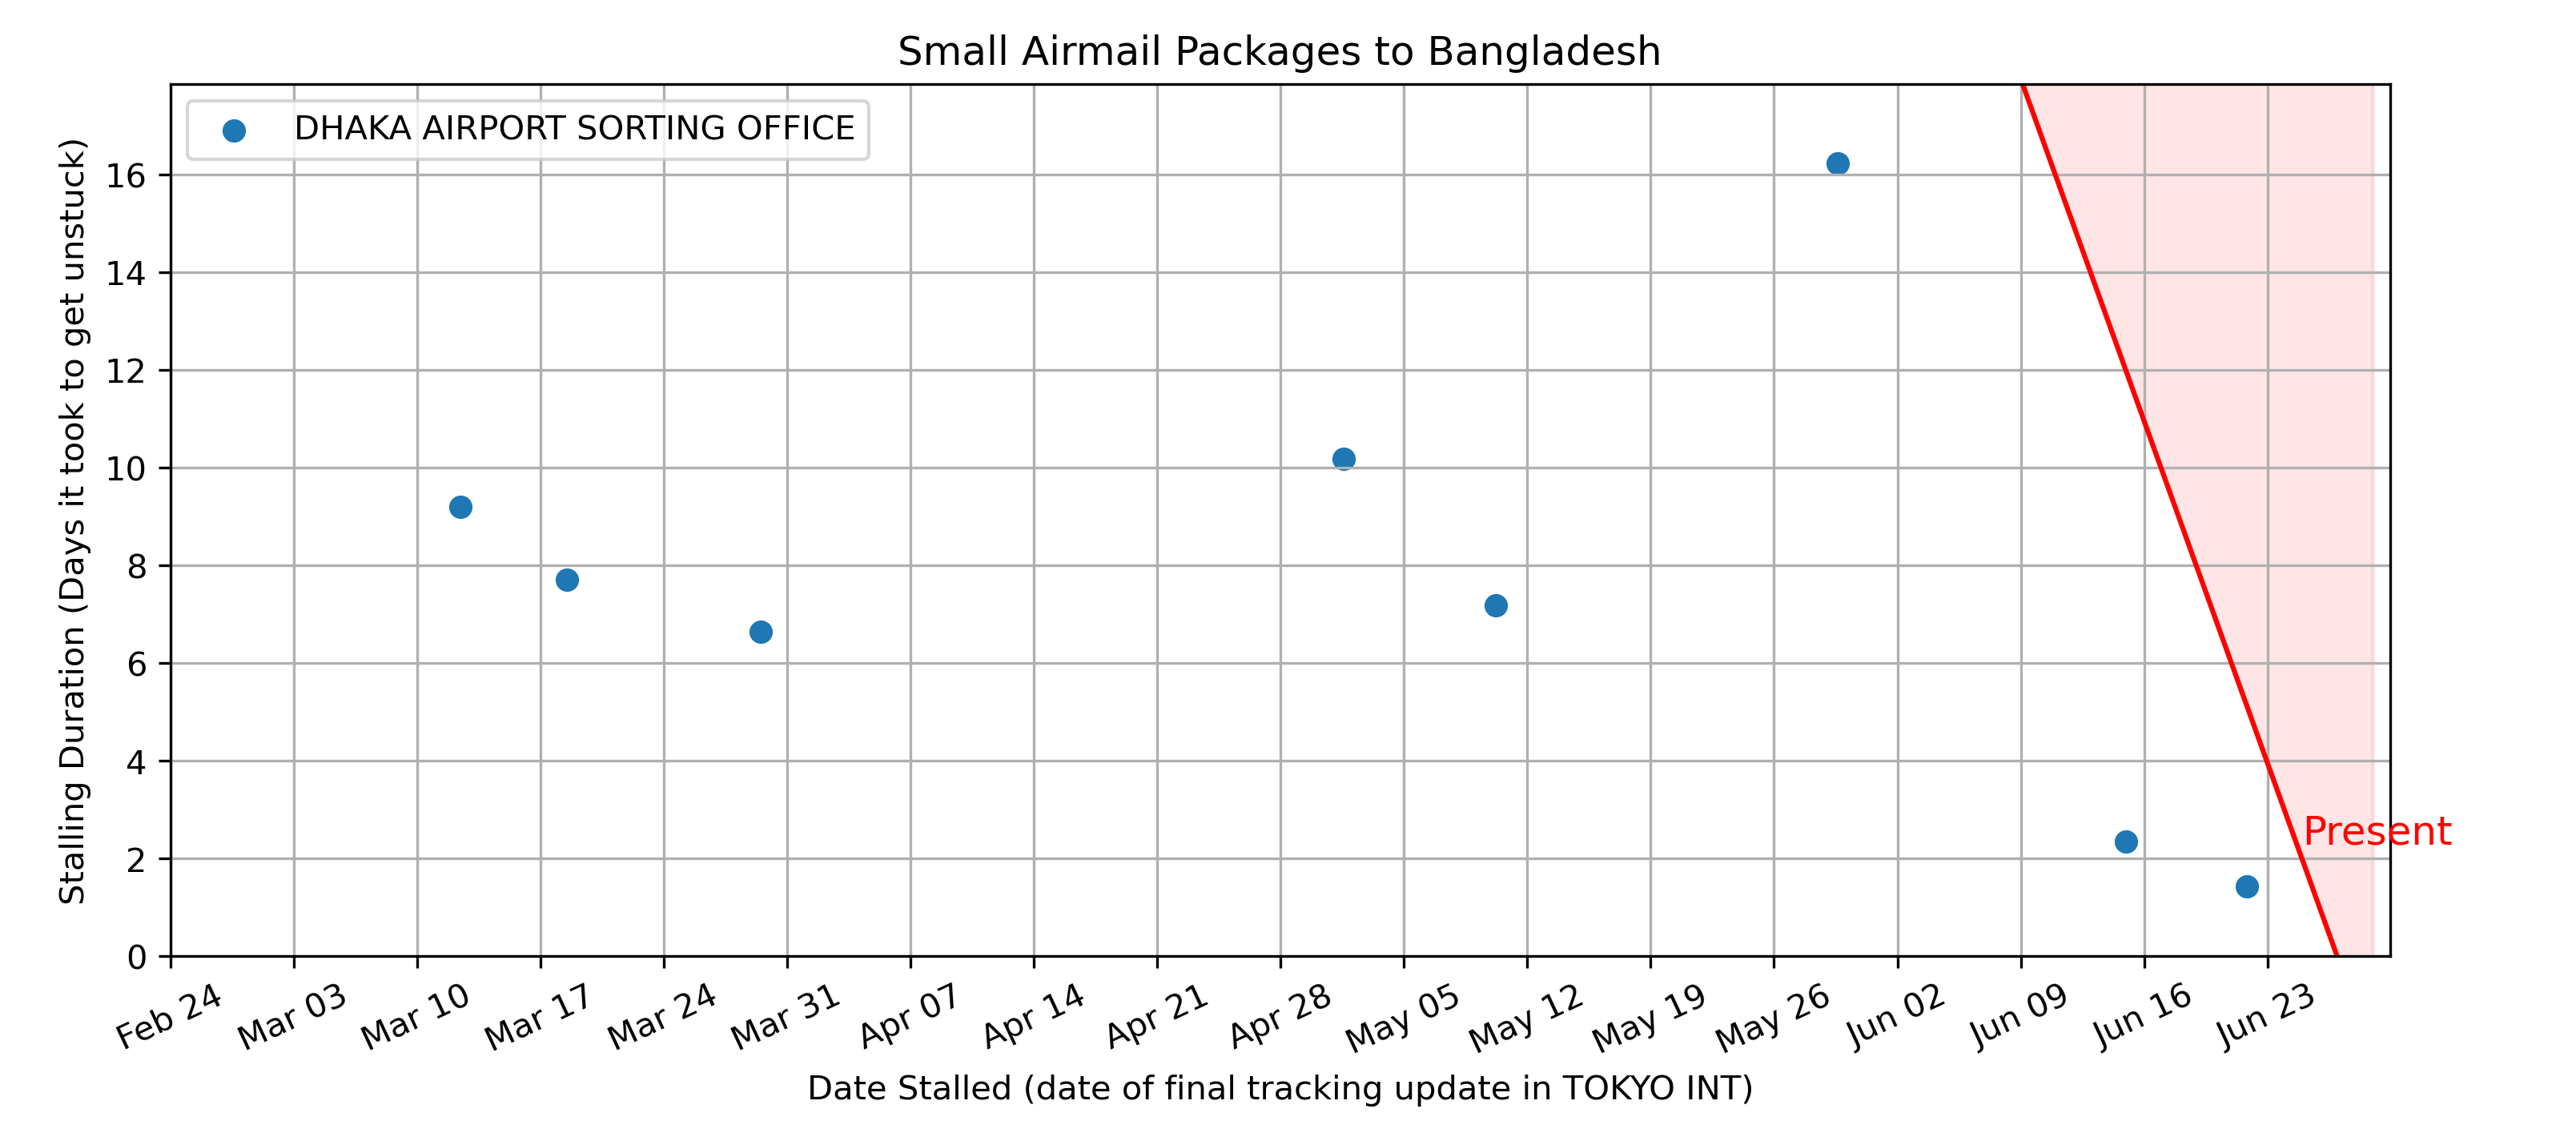 Small Airmail Packages to Bangladesh
DHAKA AIRPORT SORTING OFFICE
Stalling Duration (Days it took to get unstuck)
16
14
12
10
8
6
4
2
0
Present
Feb 24
Mar 03
Mar 10
Mar 17
Mar 24
Mar 31
Apr 07
Apr 14
Apr 21
Apr 28
May 05
May 12
May 19
May 26
Jun 02
Jun 09
Jun 16
Jun 23
Date Stalled (date of final tracking update in TOKYO INT)